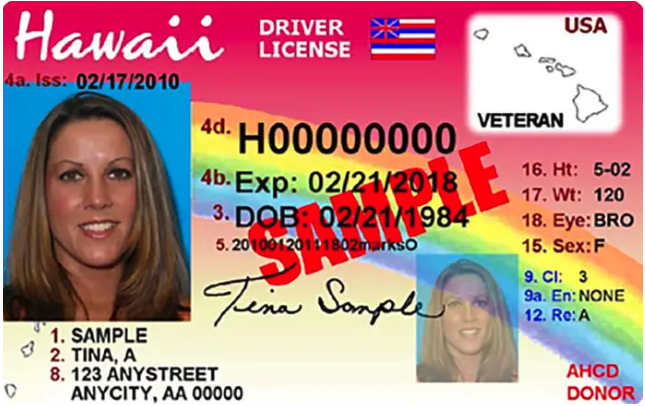 Hawaii
DRIVER
LICENSE
USA
VETERAN
4a. Iss: 02/17/2010
4d. H00000000
4b. Exp: 02/21/2018
3. DOB: 02/21/1984
5. 20100120111802marksO
SAMPLE
Tina Sample
16. Ht: 5-02
17. Wt: 120
18. Eye: BRO
15. Sex: F
9. Cl: 3
9a. En: NONE
12. Re: A
1. SAMPLE
2. TINA, A
8. 123 ANYSTREET
ANYCITY, AA 00000
AHCD
DONOR